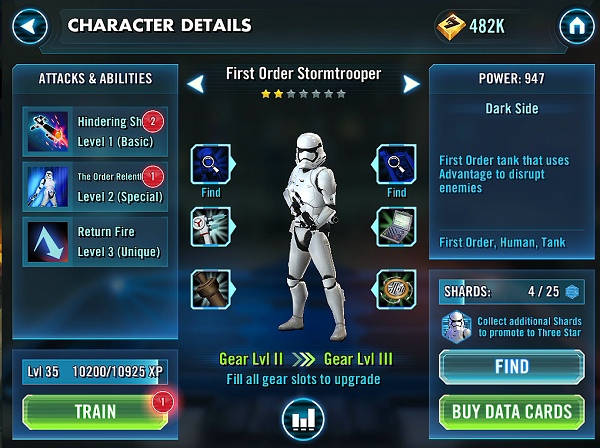 CHARACTER DETAILS
482K
ATTACKS & ABILITIES
Hindering Sh
2
Level 1 (Basic)
The Order Relentl
1
Level 2 (Special)
Return Fire
Level 3 (Unique)
Lvl 35 10200/10925 XP
TRAIN
1
First Order Stormtrooper
Find
Find
Gear Lvl II Gear Lvl III
Fill all gear slots to upgrade
POWER: 947
Dark Side
First Order tank that uses
Advantage to disrupt
enemies
First Order, Human, Tank
SHARDS: 4 / 25
Collect additional Shards
to promote to Three Star
FIND
BUY DATA CARDS